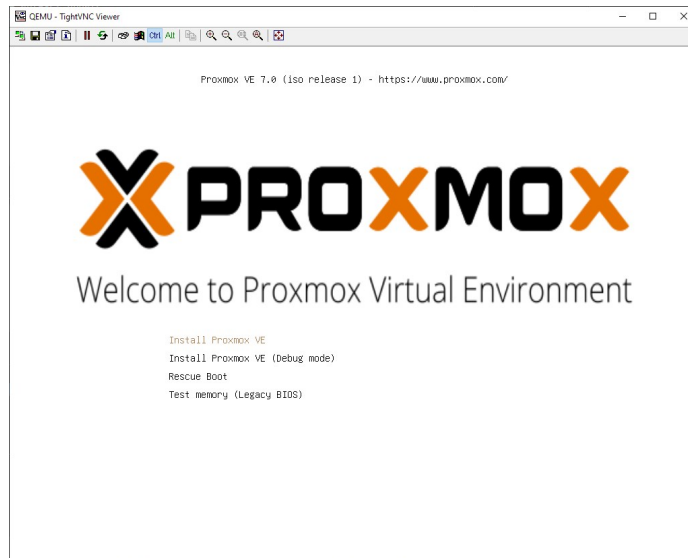 QEMU - TightVNC Viewer
Ctrl Alt
Proxmox VE 7.0 (iso release 1) - https://www.proxmox.com/
PROXMOX
Welcome to Proxmox Virtual Environment
Install Proxmox VE
Install Proxmox VE (Debug mode)
Rescue Boot
Test memory (Legacy BIOS)